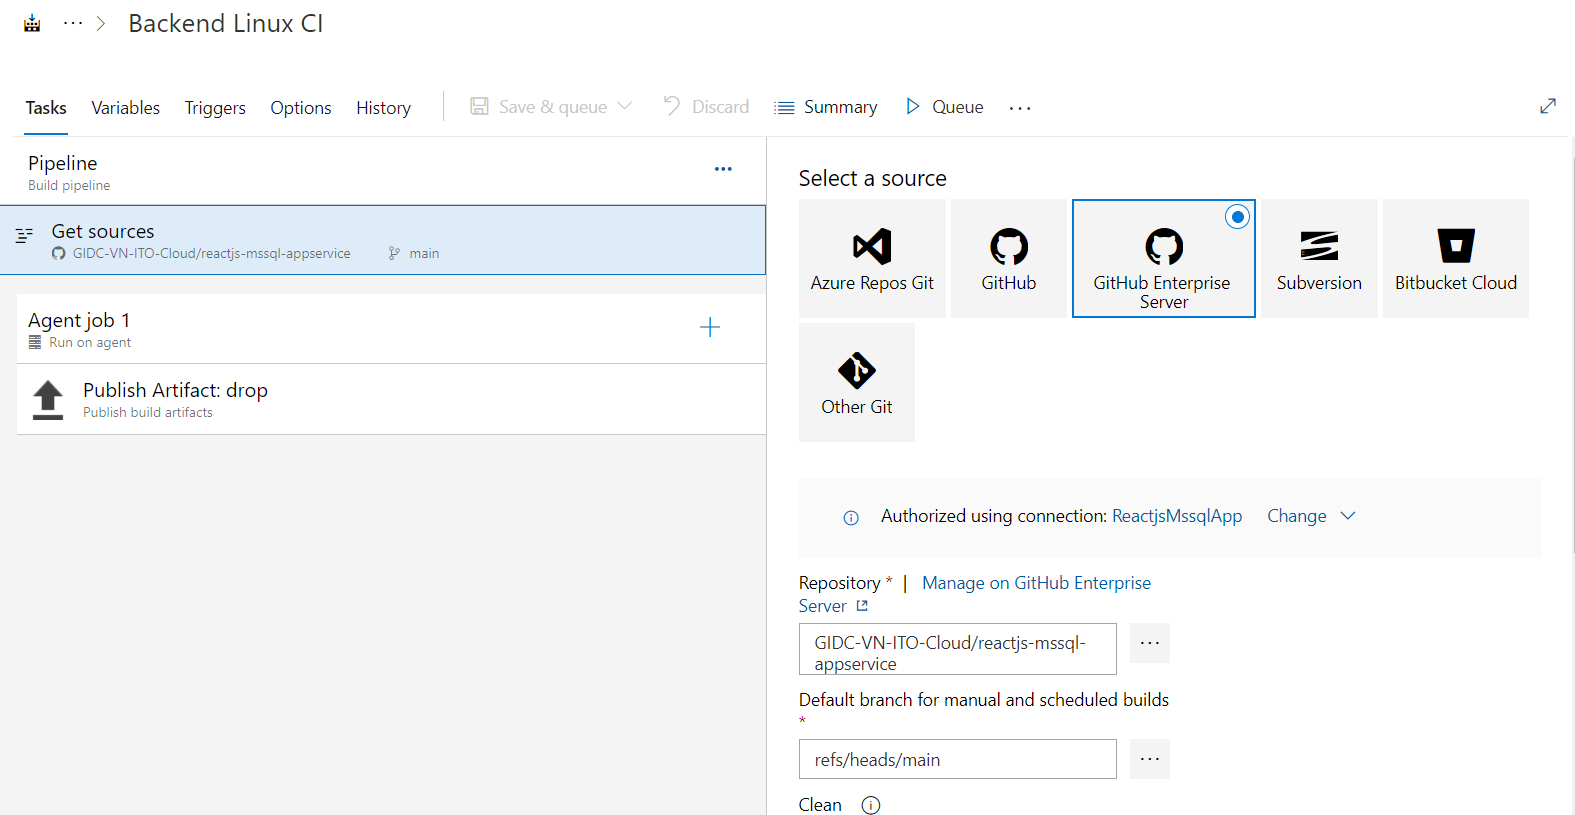 ··· > Backend Linux CI
Tasks Variables Triggers Options History Save & queue Discard Summary Queue ···
Pipeline
Build pipeline
···
Get sources
GIDC-VN-ITO-Cloud/reactjs-mssql-appservice main
Agent job 1
Run on agent
+
Publish Artifact: drop
Publish build artifacts
Select a source
Azure Repos Git
GitHub
GitHub Enterprise
Server
Subversion
Bitbucket Cloud
Other Git
Authorized using connection: ReactjsMssqlApp Change
Repository * | Manage on GitHub Enterprise
Server
GIDC-VN-ITO-Cloud/reactjs-mssql-
appservice
···
Default branch for manual and scheduled builds
*
refs/heads/main
···
Clean